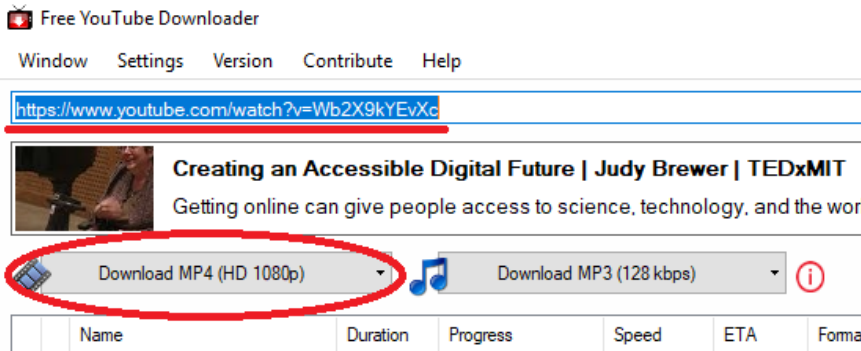 Free YouTube Downloader
Window Settings Version Contribute Help
https://www.youtube.com/watch?v=Wb2X9kYEvXc
Creating an Accessible Digital Future | Judy Brewer | TEDxMIT
Getting online can give people access to science, technology, and the wor
Download MP4 (HD 1080p) Download MP3 (128 kbps)
Name Duration Progress Speed ETA Forma